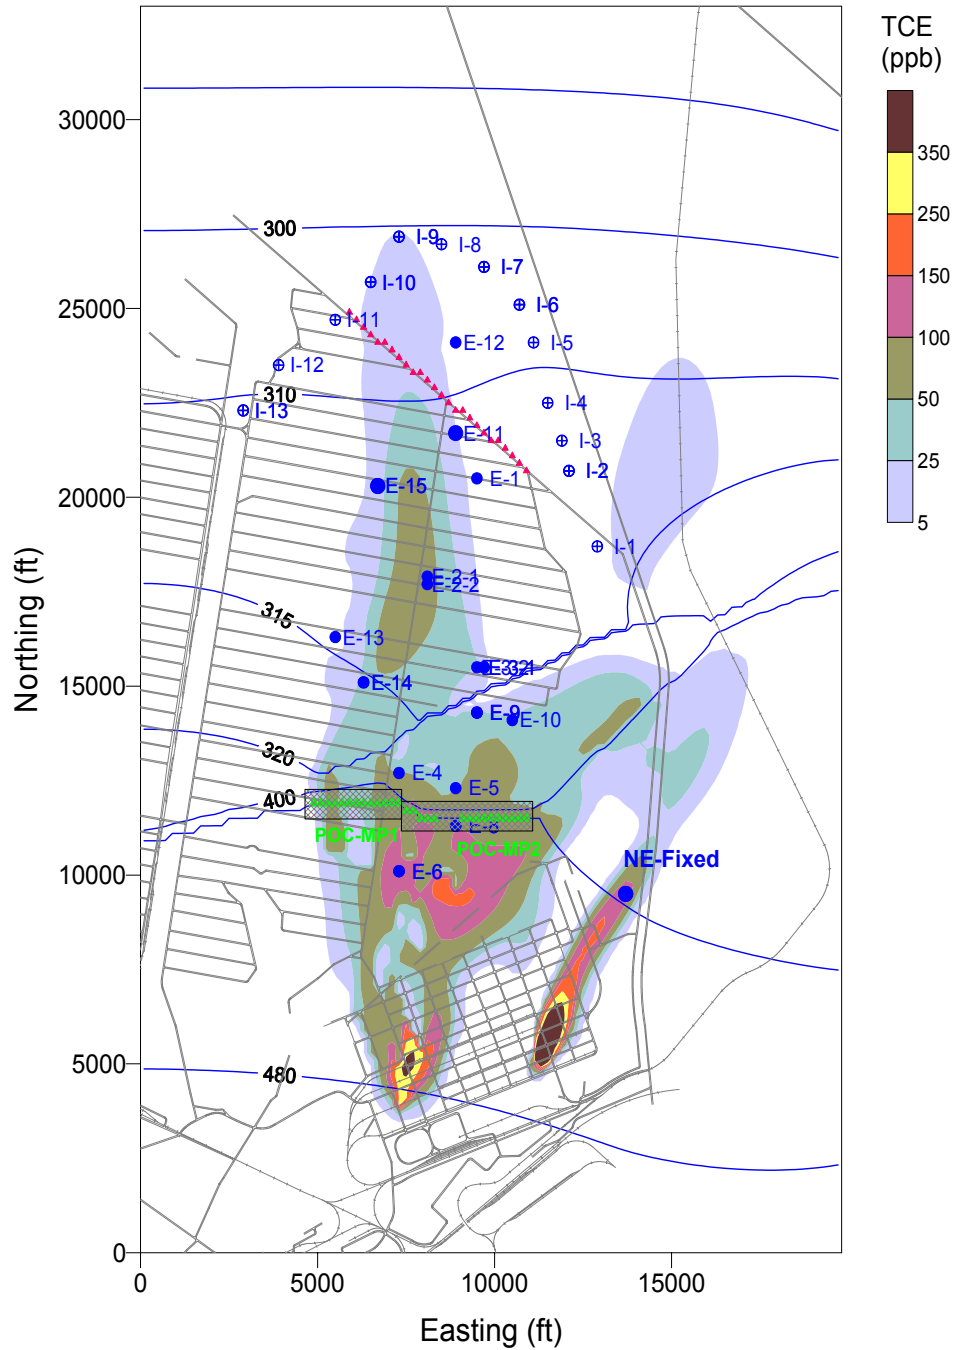 TCE
(ppb)
350
250
150
100
50
25
5
30000
25000
20000
15000
10000
5000
0
Northing (ft)
300
I-9
I-8
I-7
I-10
I-6
I-11
E-12
I-5
I-12
310
I-13
I-4
E-11
I-3
I-2
E-1
E-15
I-1
E-2-1
E-2-2
315
E-13
E-14
E-9
E-10
320
E-4
E-5
400
POC-MP1
POC-MP2
E-6
NE-Fixed
480
0
5000
10000
15000
Easting (ft)